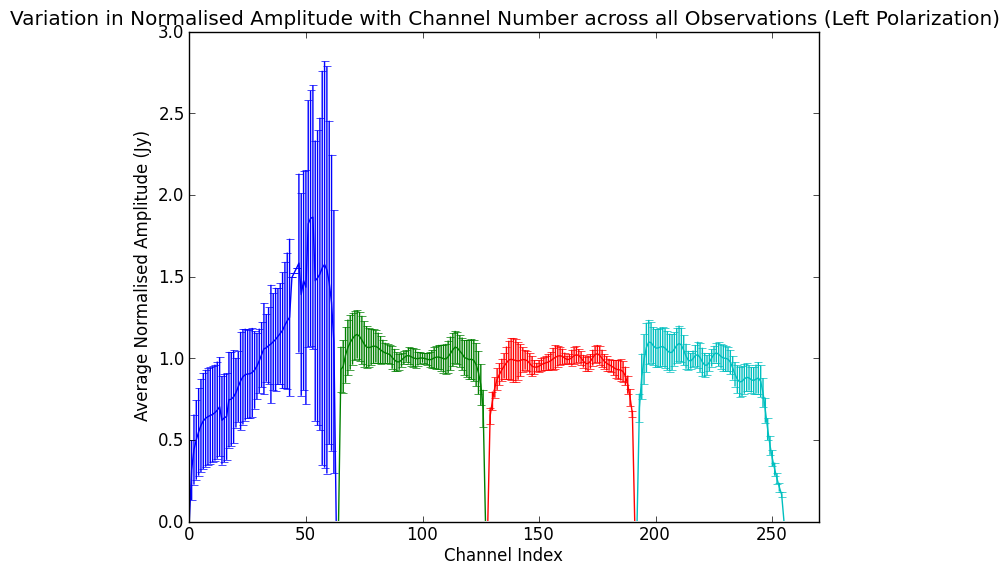 Variation in Normalised Amplitude with Channel Number across all Observations (Left Polarization)
3.0
2.5
2.0
1.5
1.0
0.5
0.0
Average Normalised Amplitude (Jy)
0 50 100 150 200 250
Channel Index